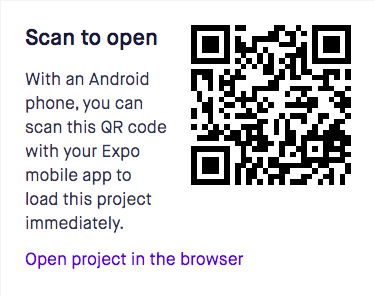 Scan to open
With an Android
phone, you can
scan this QR code
with your Expo
mobile app to
load this project
immediately.
Open project in the browser